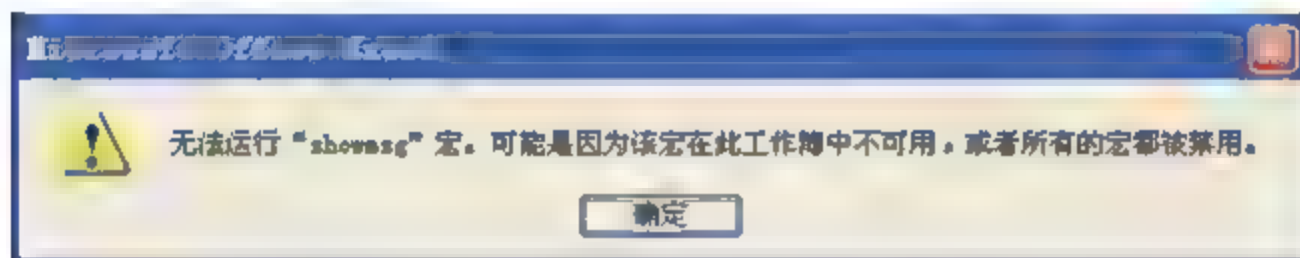 无法运行“showmsg”宏。可能是因为该宏在此工作簿中不可用，或者所有的宏都被禁用。
确定